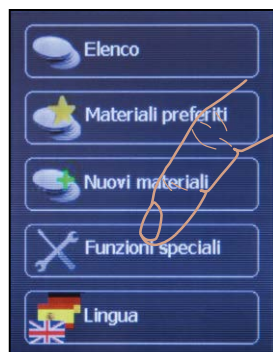 Elenco
Materiali preferiti
Nuovi materiali
Funzioni speciali
Lingua